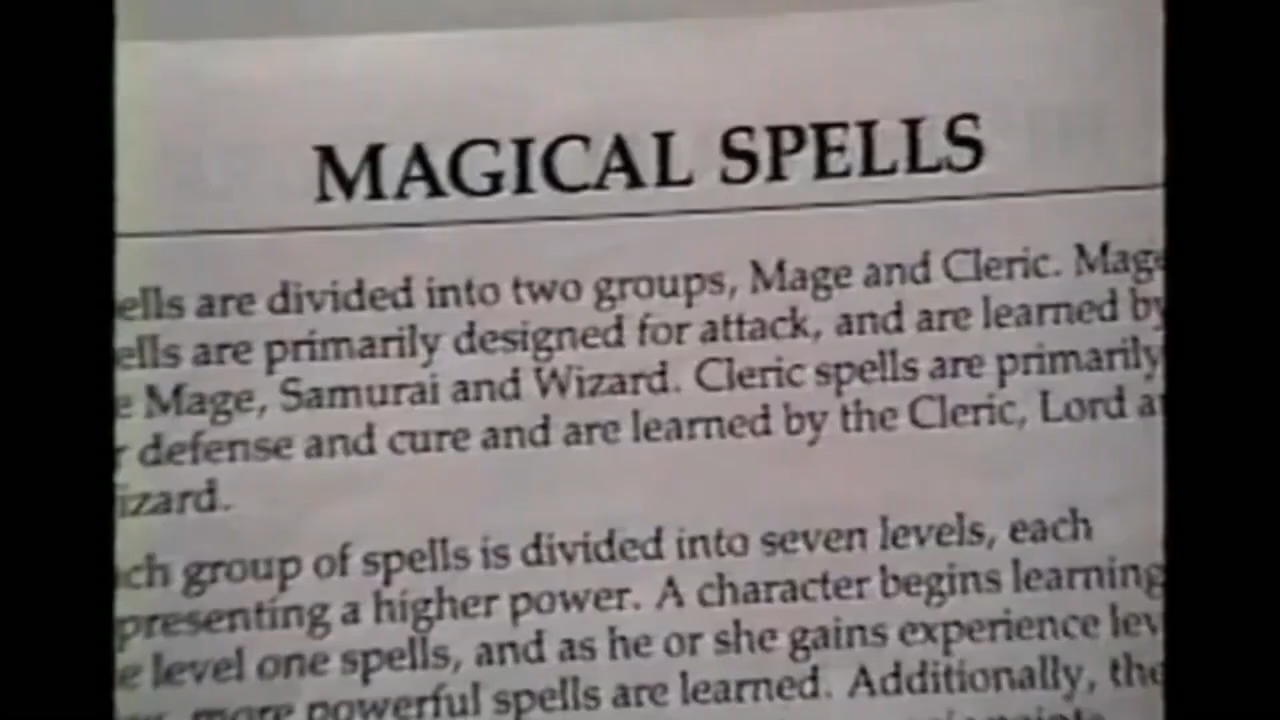 MAGICAL SPELLS
ells are divided into two groups, Mage and Cleric. Mage
ells are primarily designed for attack, and are learned by
e Mage, Samurai and Wizard. Cleric spells are primarily
r defense and cure and are learned by the Cleric, Lord a
izard.
ch group of spells is divided into seven levels, each
presenting a higher power. A character begins learning
e level one spells, and as he or she gains experience lev
more powerful spells are learned. Additionally, the